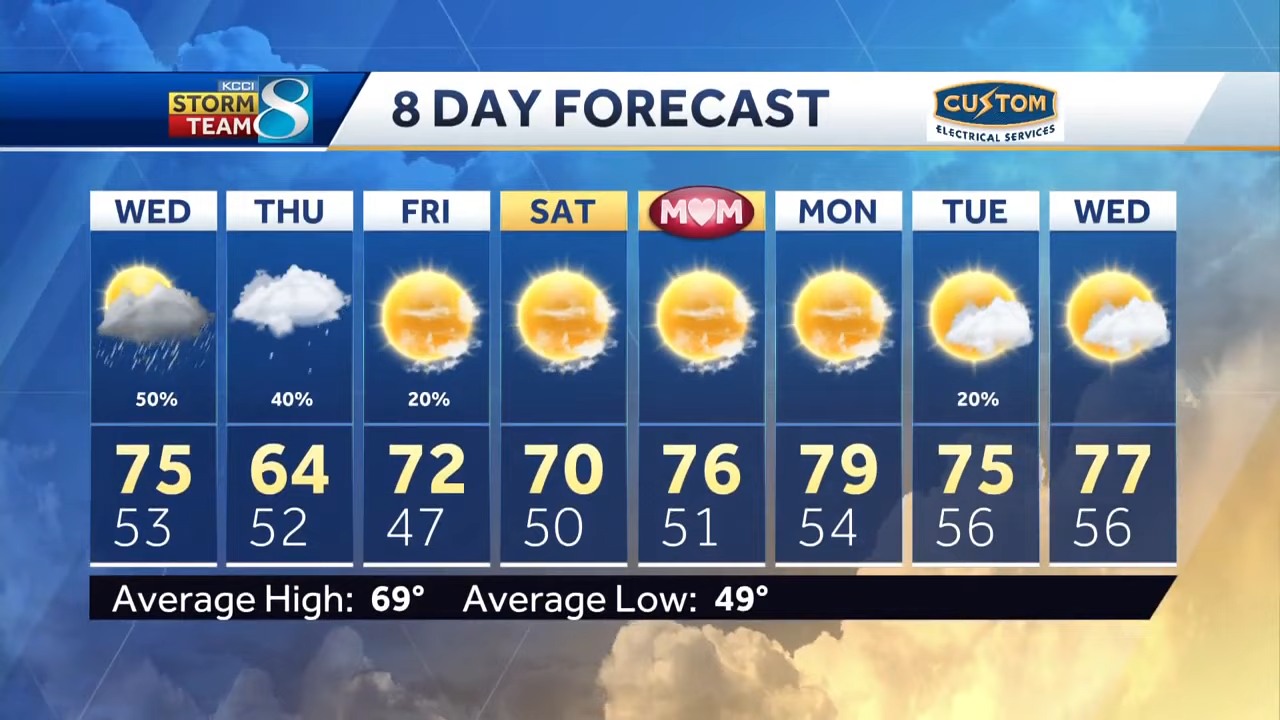 KCCI
STORM
TEAM 8
8 DAY FORECAST
CUSTOM
ELECTRICAL SERVICES
WED THU FRI SAT M♥M MON TUE WED
50% 40% 20% 20%
75 64 72 70 76 79 75 77
53 52 47 50 51 54 56 56
Average High: 69° Average Low: 49°